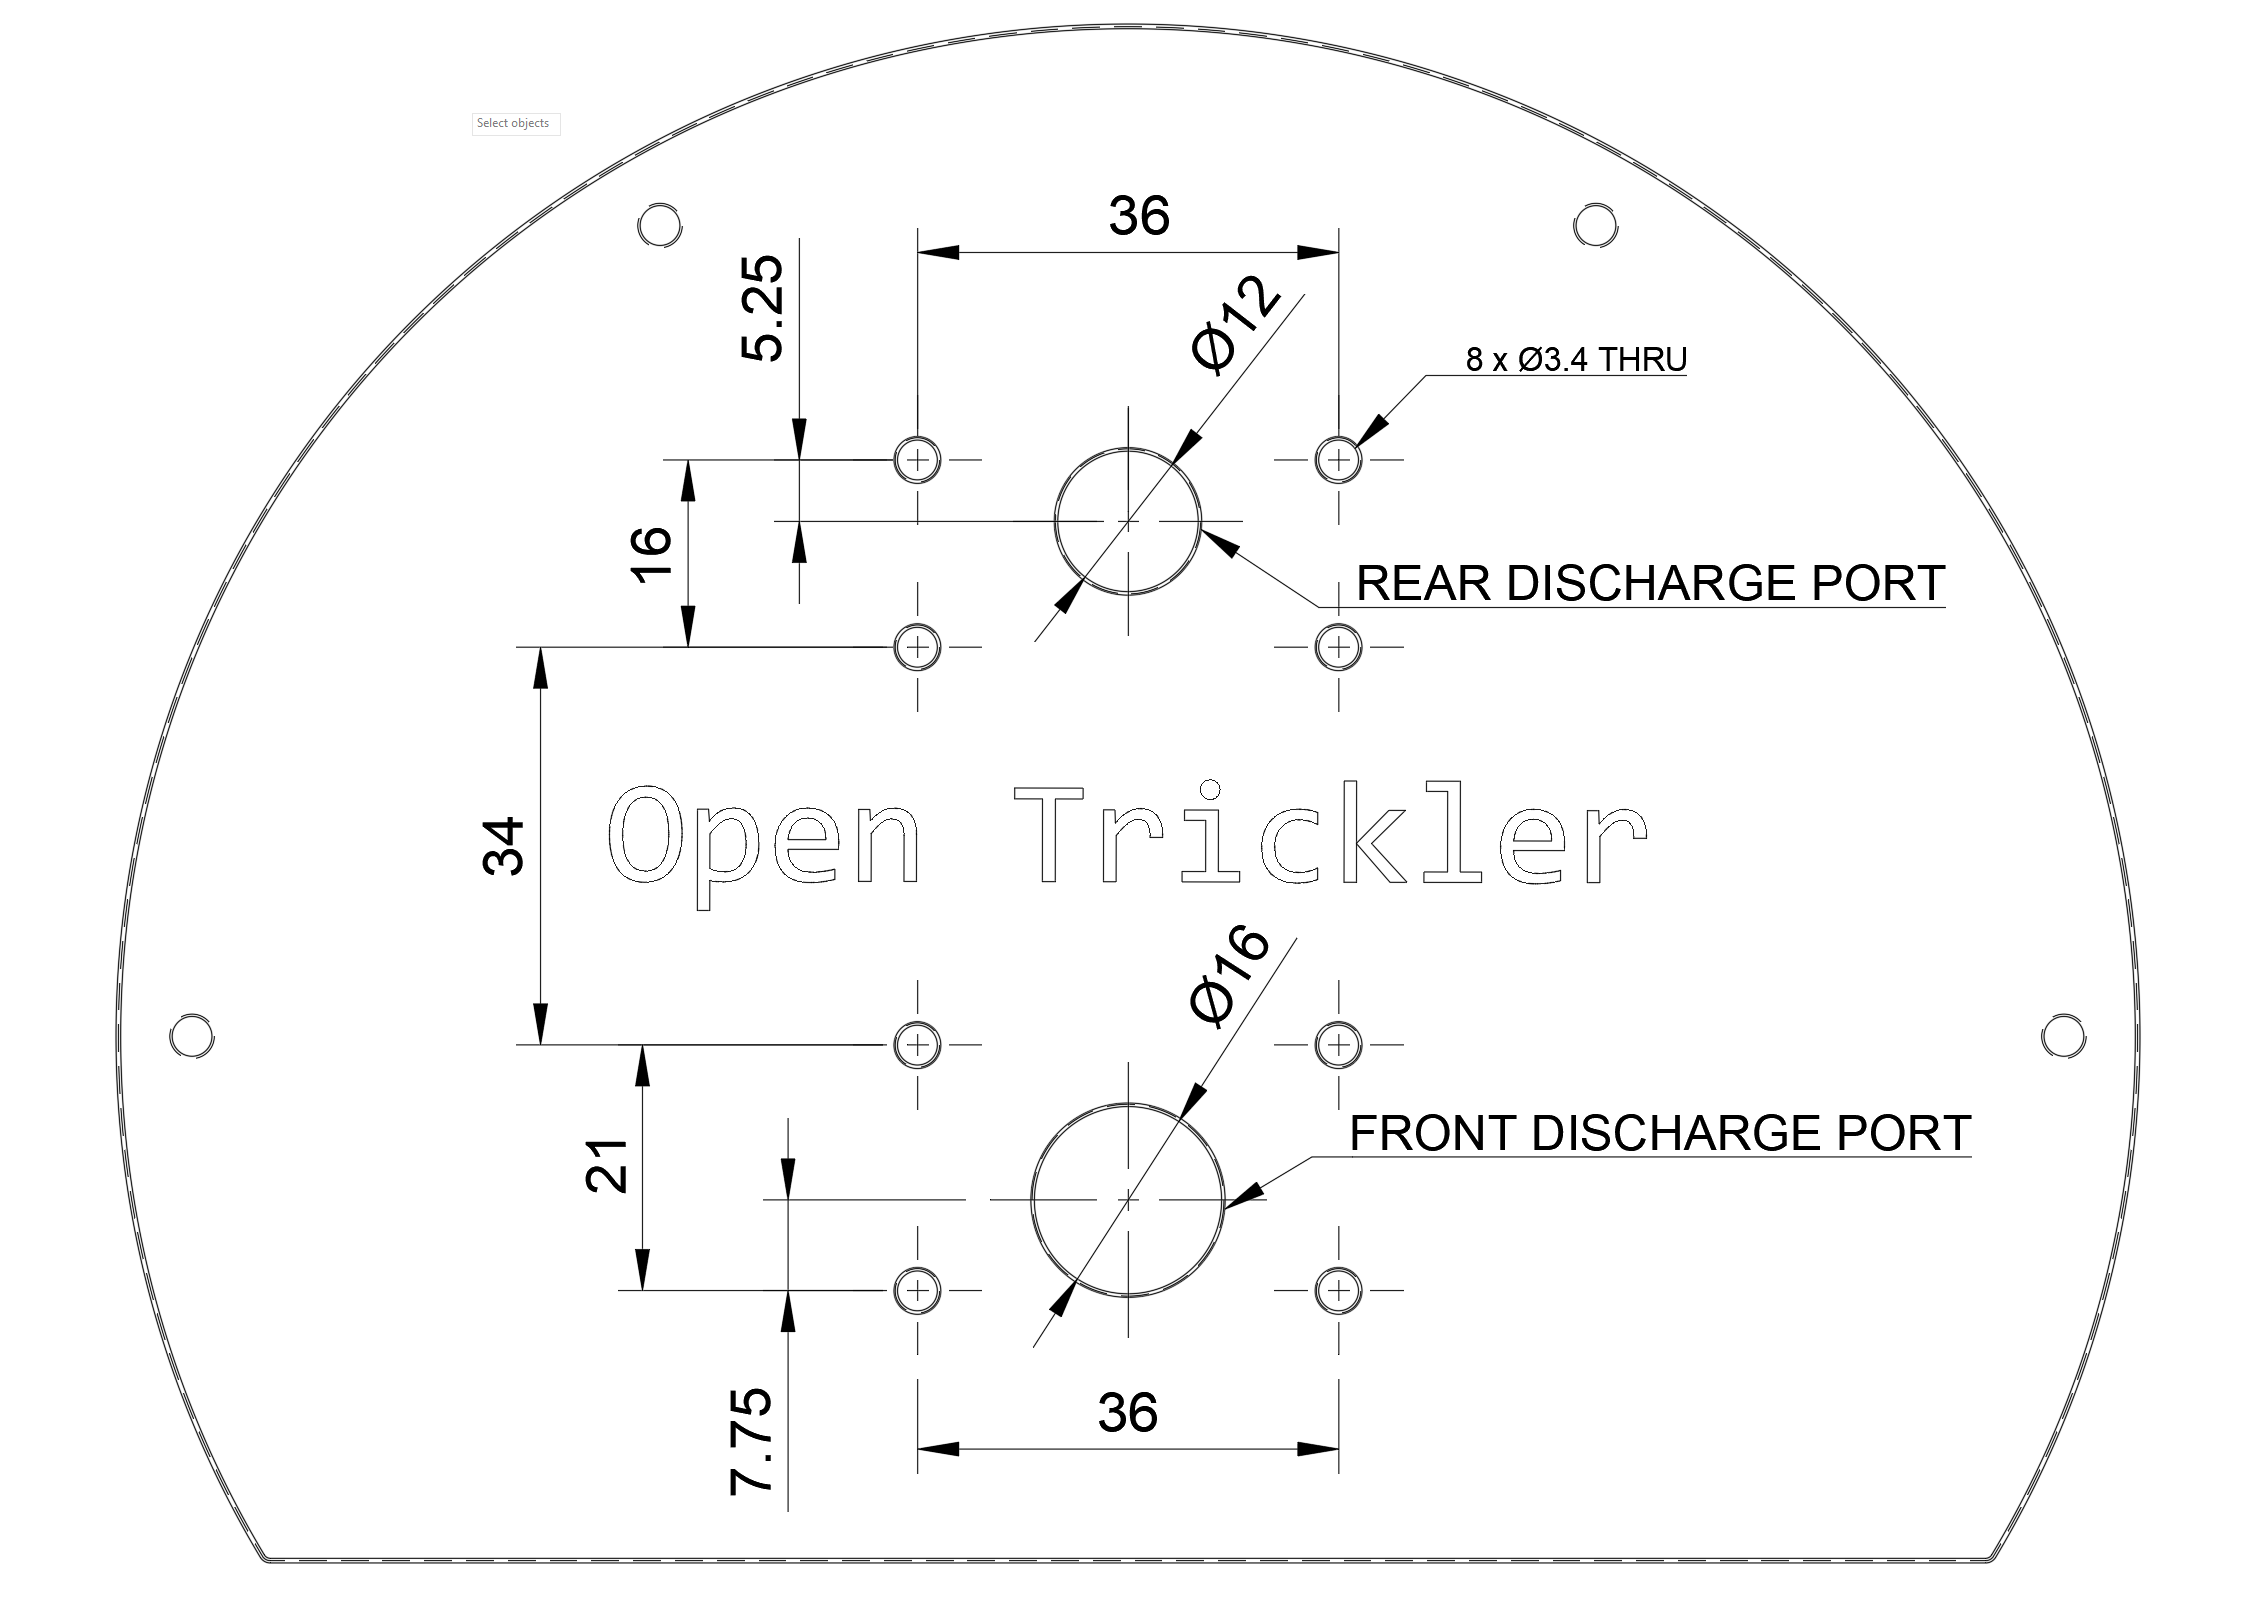 Select objects
36
5.25
Ø12
8 x Ø3.4 THRU
16
REAR DISCHARGE PORT
Open Trickler
34
Ø16
FRONT DISCHARGE PORT
21
7.75
36